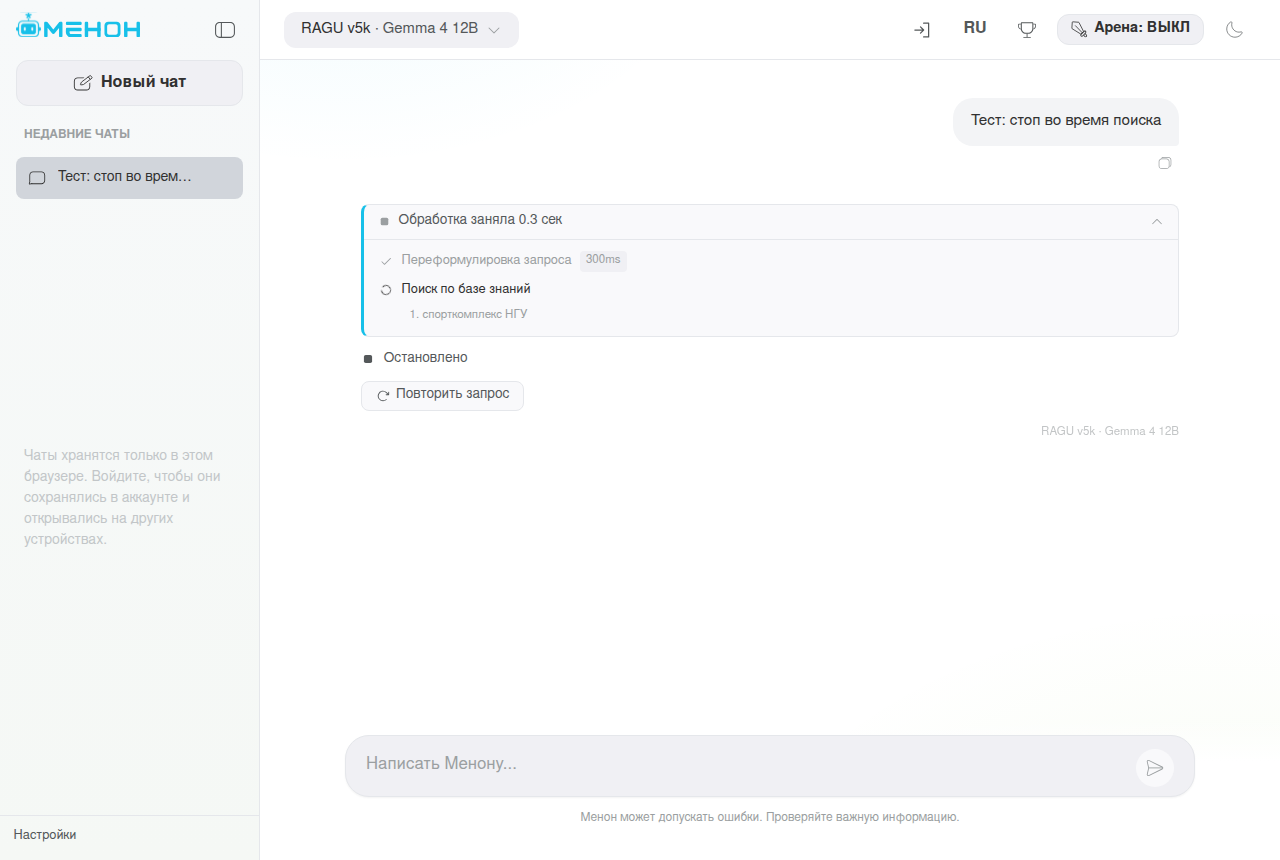 МЕНОН
Новый чат
НЕДАВНИЕ ЧАТЫ
Тест: стоп во врем…
Чаты хранятся только в этом
браузере. Войдите, чтобы они
сохранялись в аккаунте и
открывались на других
устройствах.
Настройки
RAGU v5k · Gemma 4 12B
RU
Арена: ВЫКЛ
Тест: стоп во время поиска
Обработка заняла 0.3 сек
Переформулировка запроса 300ms
Поиск по базе знаний
1. спорткомплекс НГУ
Остановлено
Повторить запрос
RAGU v5k · Gemma 4 12B
Написать Менону...
Менон может допускать ошибки. Проверяйте важную информацию.